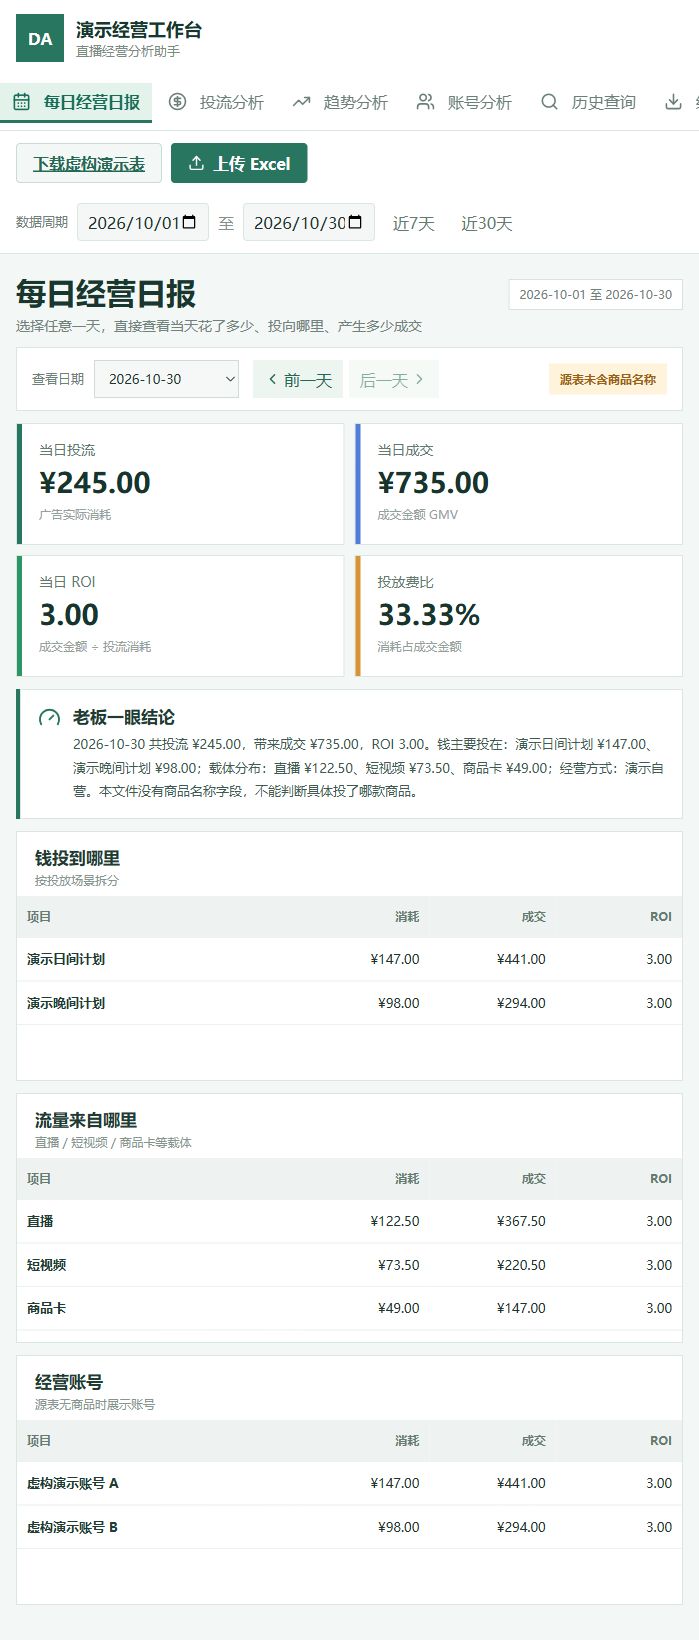 DA
演示经营工作台
直播经营分析助手
每日经营日报 投流分析 趋势分析 账号分析 历史查询
下载虚构演示表 上传 Excel
数据周期 2026/10/01 至 2026/10/30 近7天 近30天
每日经营日报
2026-10-01 至 2026-10-30
选择任意一天，直接查看当天花了多少、投向哪里、产生多少成交
查看日期 2026-10-30 前一天 后一天 源表未含商品名称
当日投流
¥245.00
广告实际消耗
当日成交
¥735.00
成交金额 GMV
当日 ROI
3.00
成交金额 ÷ 投流消耗
投放费比
33.33%
消耗占成交金额
老板一眼结论
2026-10-30 共投流 ¥245.00，带来成交 ¥735.00，ROI 3.00。钱主要投在：演示日间计划 ¥147.00、
演示晚间计划 ¥98.00；载体分布：直播 ¥122.50、短视频 ¥73.50、商品卡 ¥49.00；经营方式：演示自
营。本文件没有商品名称字段，不能判断具体投了哪款商品。
钱投到哪里
按投放场景拆分
项目 消耗 成交 ROI
演示日间计划 ¥147.00 ¥441.00 3.00
演示晚间计划 ¥98.00 ¥294.00 3.00
流量来自哪里
直播 / 短视频 / 商品卡等载体
项目 消耗 成交 ROI
直播 ¥122.50 ¥367.50 3.00
短视频 ¥73.50 ¥220.50 3.00
商品卡 ¥49.00 ¥147.00 3.00
经营账号
源表无商品时展示账号
项目 消耗 成交 ROI
虚构演示账号 A ¥147.00 ¥441.00 3.00
虚构演示账号 B ¥98.00 ¥294.00 3.00